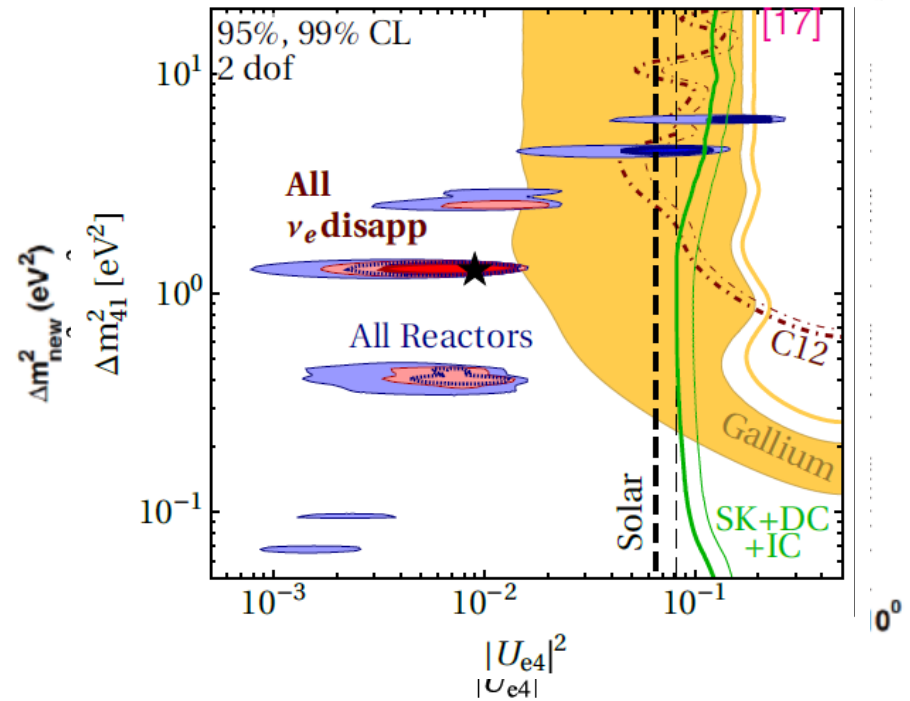 95%, 99% CL
2 dof
[17]
10¹
10⁰
10⁻¹
Δm²new (eV²)
Δm²₄₁ [eV²]
All
νₑ disapp
All Reactors
C12
Gallium
Solar
SK+DC
+IC
10⁻³
10⁻²
10⁻¹
0⁰
|Uₑ₄|²
|Uₑ₄|